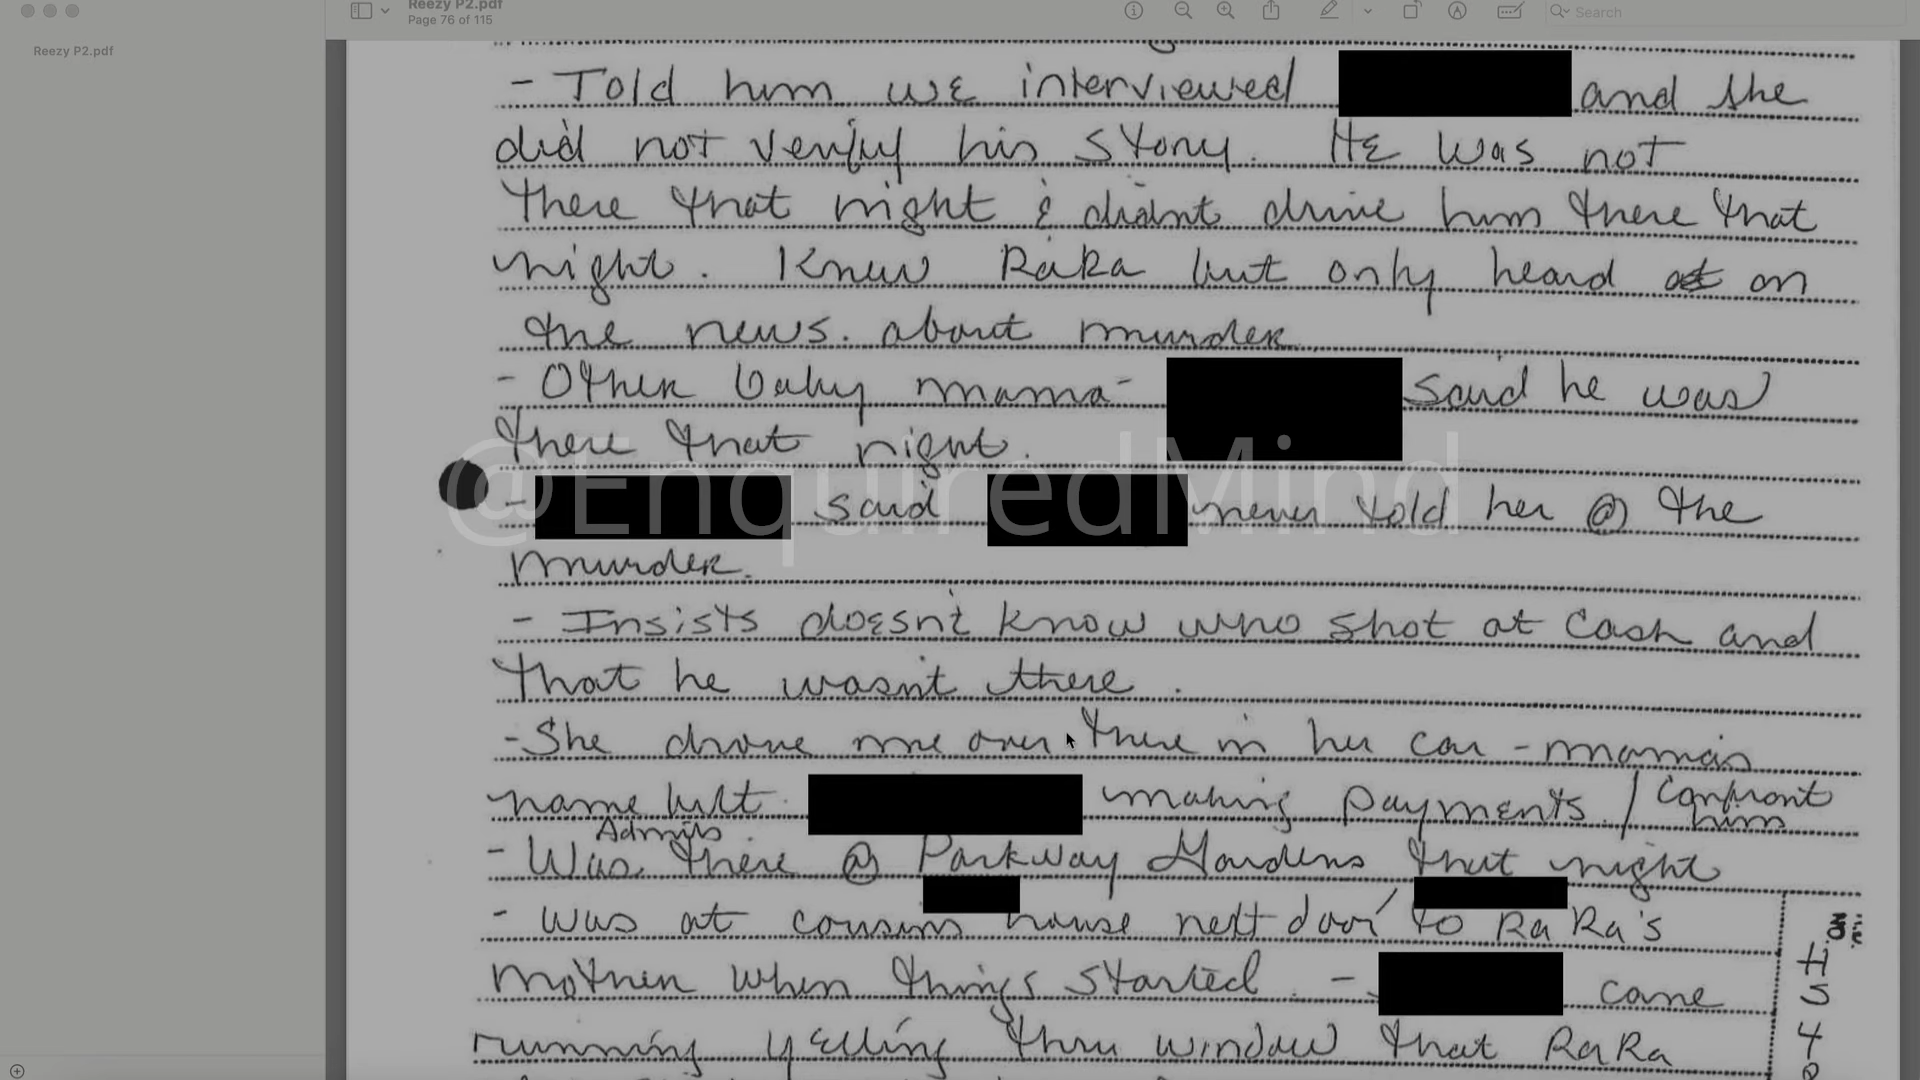 Reezy P2.pdf
Page 76 of 115
Search
Reezy P2.pdf
- Told him we interviewed and she
did not verify his story. He was not
there that night & didn't drive him there that
night. Knew RaRa but only heard on
the news. about murder
- Other baby mama - said he was
there that night.
@EnquiredMind
- said never told her @ the
murder.
- Insists doesn't know who shot at Cash and
that he wasn't there.
- She drove me over there in her car - mama's
name but making payments / Confront him
Admits
- Was there @ Parkway Gardens that night
- Was at cousins house next door to RaRa's
mother when things started - came
running yelling thru window that RaRa
H
S
4